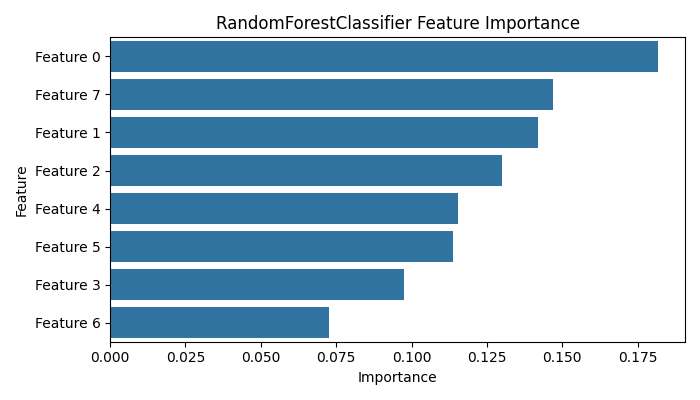 RandomForestClassifier Feature Importance
Feature 0
Feature 7
Feature 1
Feature 2
Feature 4
Feature 5
Feature 3
Feature 6
Feature
0.000 0.025 0.050 0.075 0.100 0.125 0.150 0.175
Importance